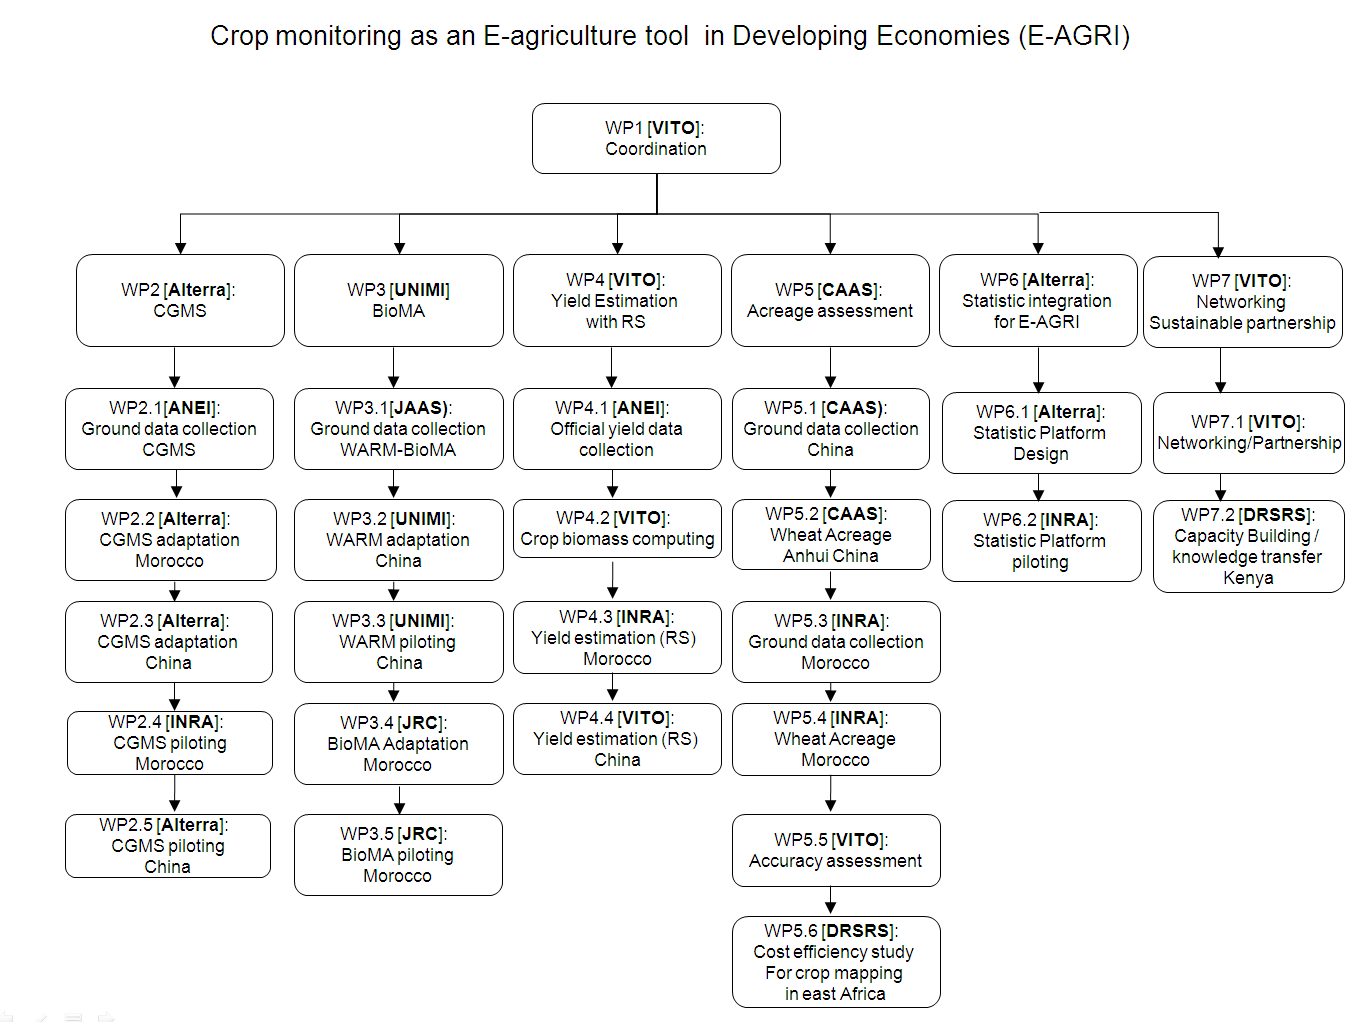 Crop monitoring as an E-agriculture tool in Developing Economies (E-AGRI)
WP1 [VITO]:
Coordination
WP2 [Alterra]:
CGMS
WP3 [UNIMI]
BioMA
WP4 [VITO]:
Yield Estimation
with RS
WP5 [CAAS]:
Acreage assessment
WP6 [Alterra]:
Statistic integration
for E-AGRI
WP7 [VITO]:
Networking
Sustainable partnership
WP2.1[ANEI]:
Ground data collection
CGMS
WP3.1[JAAS):
Ground data collection
WARM-BioMA
WP4.1 [ANEI]:
Official yield data
collection
WP5.1 [CAAS):
Ground data collection
China
WP6.1 [Alterra]:
Statistic Platform
Design
WP7.1 [VITO]:
Networking/Partnership
WP2.2 [Alterra]:
CGMS adaptation
Morocco
WP3.2 [UNIMI]:
WARM adaptation
China
WP4.2 [VITO]:
Crop biomass computing
WP5.2 [CAAS]:
Wheat Acreage
Anhui China
WP6.2 [INRA]:
Statistic Platform
piloting
WP7.2 [DRSRS]:
Capacity Building /
knowledge transfer
Kenya
WP2.3 [Alterra]:
CGMS adaptation
China
WP3.3 [UNIMI]:
WARM piloting
China
WP4.3 [INRA]:
Yield estimation (RS)
Morocco
WP5.3 [INRA]:
Ground data collection
Morocco
WP2.4 [INRA]:
CGMS piloting
Morocco
WP3.4 [JRC]:
BioMA Adaptation
Morocco
WP4.4 [VITO]:
Yield estimation (RS)
China
WP5.4 [INRA]:
Wheat Acreage
Morocco
WP2.5 [Alterra]:
CGMS piloting
China
WP3.5 [JRC]:
BioMA piloting
Morocco
WP5.5 [VITO]:
Accuracy assessment
WP5.6 [DRSRS]:
Cost efficiency study
For crop mapping
in east Africa